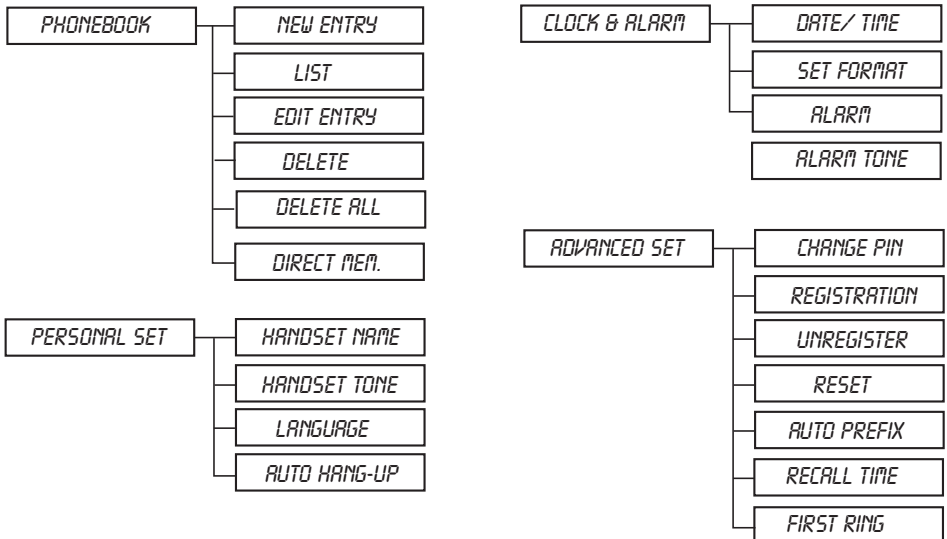 PHONEBOOK
NEW ENTRY
LIST
EDIT ENTRY
DELETE
DELETE ALL
DIRECT MEM.
PERSONAL SET
HANDSET NAME
HANDSET TONE
LANGUAGE
AUTO HANG-UP
CLOCK & ALARM
DATE/ TIME
SET FORMAT
ALARM
ALARM TONE
ADVANCED SET
CHANGE PIN
REGISTRATION
UNREGISTER
RESET
AUTO PREFIX
RECALL TIME
FIRST RING